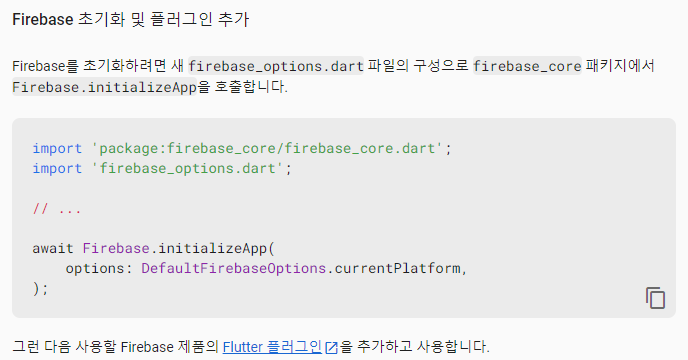 Firebase 초기화 및 플러그인 추가
Firebase를 초기화하려면 새 firebase_options.dart 파일의 구성으로 firebase_core 패키지에서
Firebase.initializeApp을 호출합니다.
import 'package:firebase_core/firebase_core.dart';
import 'firebase_options.dart';
// ...
await Firebase.initializeApp(
    options: DefaultFirebaseOptions.currentPlatform,
);
그런 다음 사용할 Firebase 제품의 Flutter 플러그인을 추가하고 사용합니다.